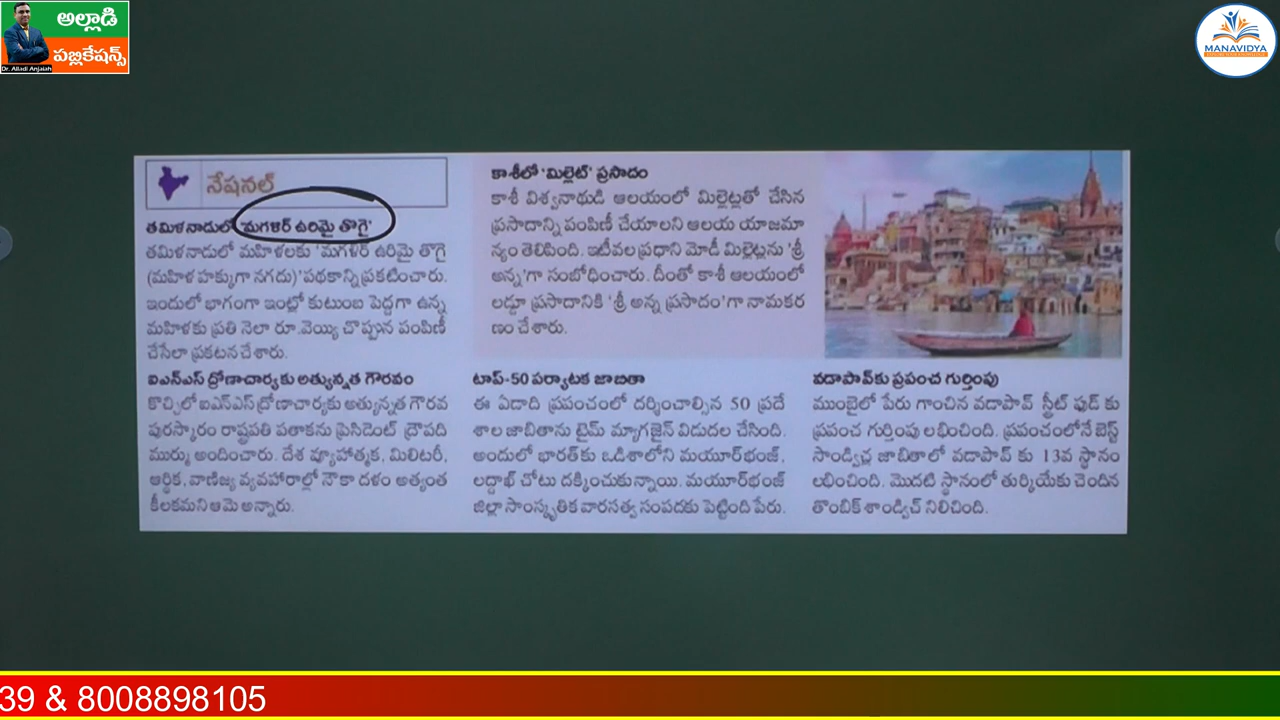 అల్లాడి
పబ్లికేషన్స్
Dr. Alladi Anjaiah
MANAVIDYA
నేషనల్
తమిళనాడులో 'మగళిర్ ఉరిమై తొగై'
తమిళనాడులో మహిళలకు 'మగళిర్ ఉరిమై తొగై
(మహిళ హక్కుగా నగదు)' పథకాన్ని ప్రకటించారు.
ఇందులో భాగంగా ఇంట్లో కుటుంబ పెద్దగా ఉన్న
మహిళకు ప్రతి నెలా రూ.వెయ్యి చొప్పున పంపిణీ
చేసేలా ప్రకటన చేశారు.
కాశీలో 'మిల్లెట్' ప్రసాదం
కాశీ విశ్వనాథుడి ఆలయంలో మిల్లెట్లతో చేసిన
ప్రసాదాన్ని పంపిణీ చేయాలని ఆలయ యాజమా
న్యం తెలిపింది. ఇటీవల ప్రధాని మోడీ మిల్లెట్లను 'శ్రీ
అన్న'గా సంబోధించారు. దీంతో కాశీ ఆలయంలో
లడ్డూ ప్రసాదానికి 'శ్రీ అన్న ప్రసాదం'గా నామకర
ణం చేశారు.
ఐఎన్ఎస్ ద్రోణాచార్యకు అత్యున్నత గౌరవం
కొచ్చిలో ఐఎన్ఎస్ ద్రోణాచార్యకు అత్యున్నత గౌరవ
పురస్కారం రాష్ట్రపతి పతాకను ప్రెసిడెంట్ ద్రౌపది
ముర్ము అందించారు. దేశ వ్యూహాత్మక, మిలిటరీ,
ఆర్థిక, వాణిజ్య వ్యవహారాల్లో నౌకా దళం అత్యంత
కీలకమని ఆమె అన్నారు.
టాప్-50 పర్యాటక జాబితా
ఈ ఏడాది ప్రపంచంలో దర్శించాల్సిన 50 ప్రదే
శాల జాబితాను టైమ్ మ్యాగజైన్ విడుదల చేసింది.
అందులో భారత్‌కు ఒడిశాలోని మయూర్‌భంజ్,
లద్దాఖ్ చోటు దక్కించుకున్నాయి. మయూర్‌భంజ్
జిల్లా సాంస్కృతిక వారసత్వ సంపదకు పెట్టింది పేరు.
వడాపావ్‌కు ప్రపంచ గుర్తింపు
ముంబైలో పేరు గాంచిన వడాపావ్ స్ట్రీట్ ఫుడ్ కు
ప్రపంచ గుర్తింపు లభించింది. ప్రపంచంలోనే బెస్ట్
సాండ్విచ్ల జాబితాలో వడాపావ్ కు 13వ స్థానం
లభించింది. మొదటి స్థానంలో తుర్కియేకు చెందిన
తొంబిక్ శాండ్విచ్ నిలిచింది.
39 & 8008898105